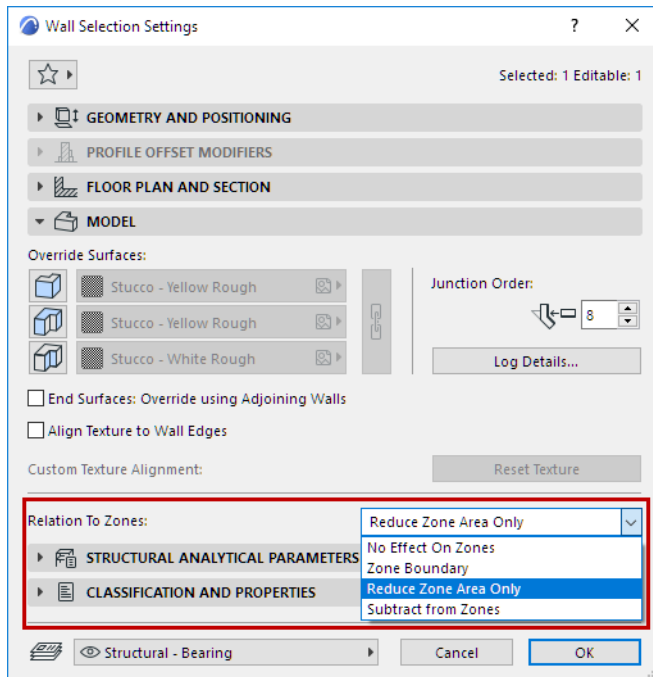 Wall Selection Settings
?
Selected: 1 Editable: 1
GEOMETRY AND POSITIONING
PROFILE OFFSET MODIFIERS
FLOOR PLAN AND SECTION
MODEL
Override Surfaces:
Stucco - Yellow Rough
Stucco - Yellow Rough
Stucco - White Rough
Junction Order:
8
Log Details...
End Surfaces: Override using Adjoining Walls
Align Texture to Wall Edges
Custom Texture Alignment:
Reset Texture
Relation To Zones:
Reduce Zone Area Only
No Effect On Zones
Zone Boundary
Reduce Zone Area Only
Subtract from Zones
STRUCTURAL ANALYTICAL PARAMETERS
CLASSIFICATION AND PROPERTIES
Structural - Bearing
Cancel
OK